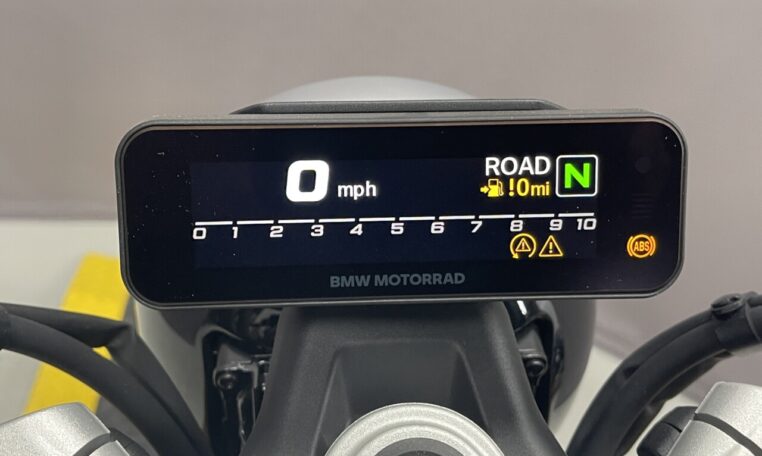 0 mph
ROAD N
!0mi
0 1 2 3 4 5 6 7 8 9 10
ABS
BMW MOTORRAD